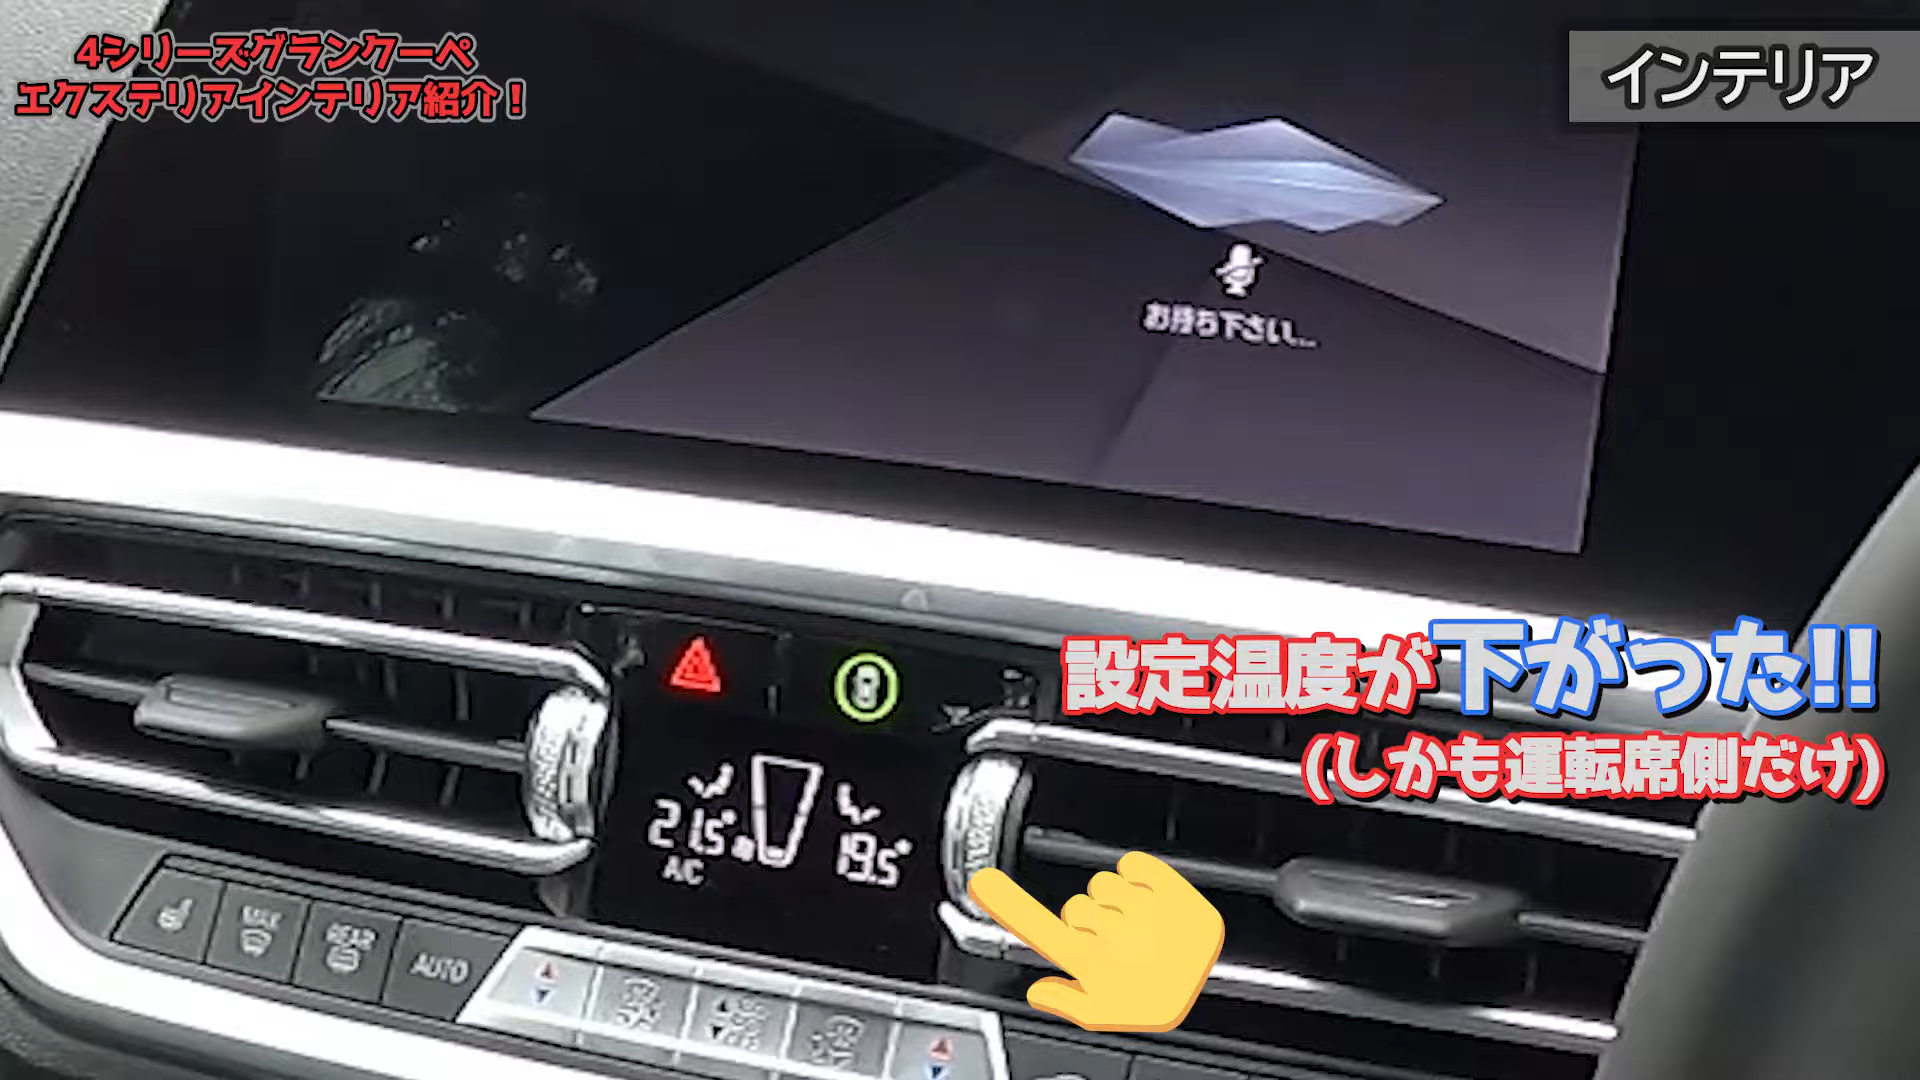 4シリーズグランクーペ
エクステリアインテリア紹介！
インテリア
お待ち下さい...
設定温度が下がった!!
(しかも運転席側だけ)
21.5°
19.5°
A/C
MAX
REAR
AUTO